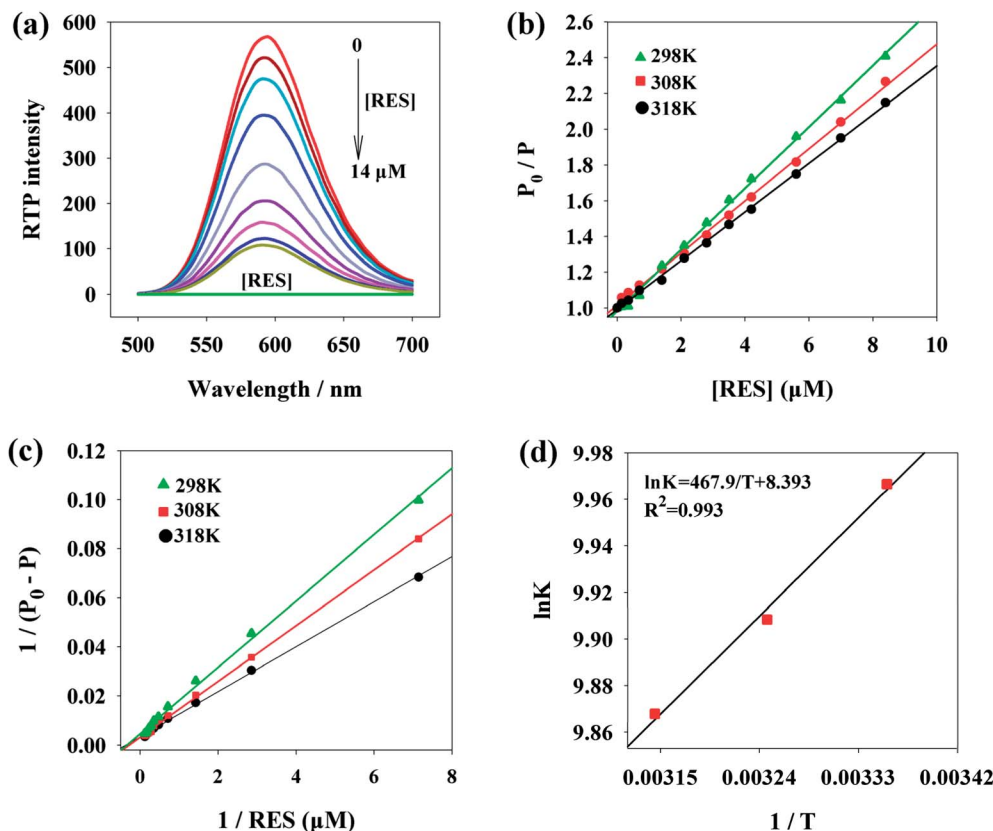 (a)
600
500
400
300
200
100
0
RTP intensity
0
[RES]
14 μM
[RES]
500
550
600
650
700
Wavelength / nm
(b)
2.6
2.4
2.2
2.0
1.8
1.6
1.4
1.2
1.0
P0 / P
298K
308K
318K
0
2
4
6
8
10
[RES] (μM)
(c)
0.12
0.10
0.08
0.06
0.04
0.02
0.00
1 / (P0 - P)
298K
308K
318K
0
2
4
6
8
1 / RES (μM)
(d)
9.98
9.96
9.94
9.92
9.90
9.88
9.86
lnK
lnK=467.9/T+8.393
R2=0.993
0.00315
0.00324
0.00333
0.00342
1 / T